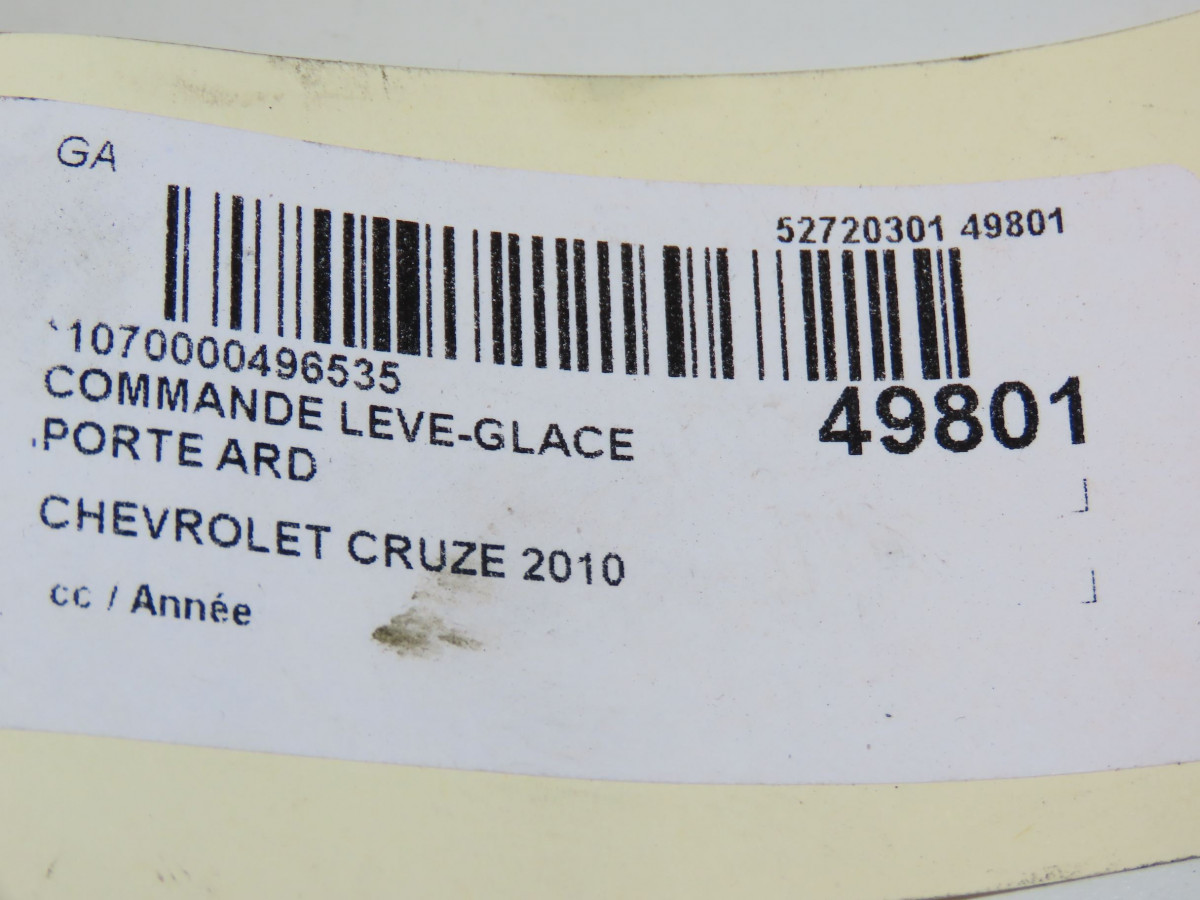 GA
52720301 49801
`1070000496535
49801
COMMANDE LEVE-GLACE
.PORTE ARD
CHEVROLET CRUZE 2010
cc / Année